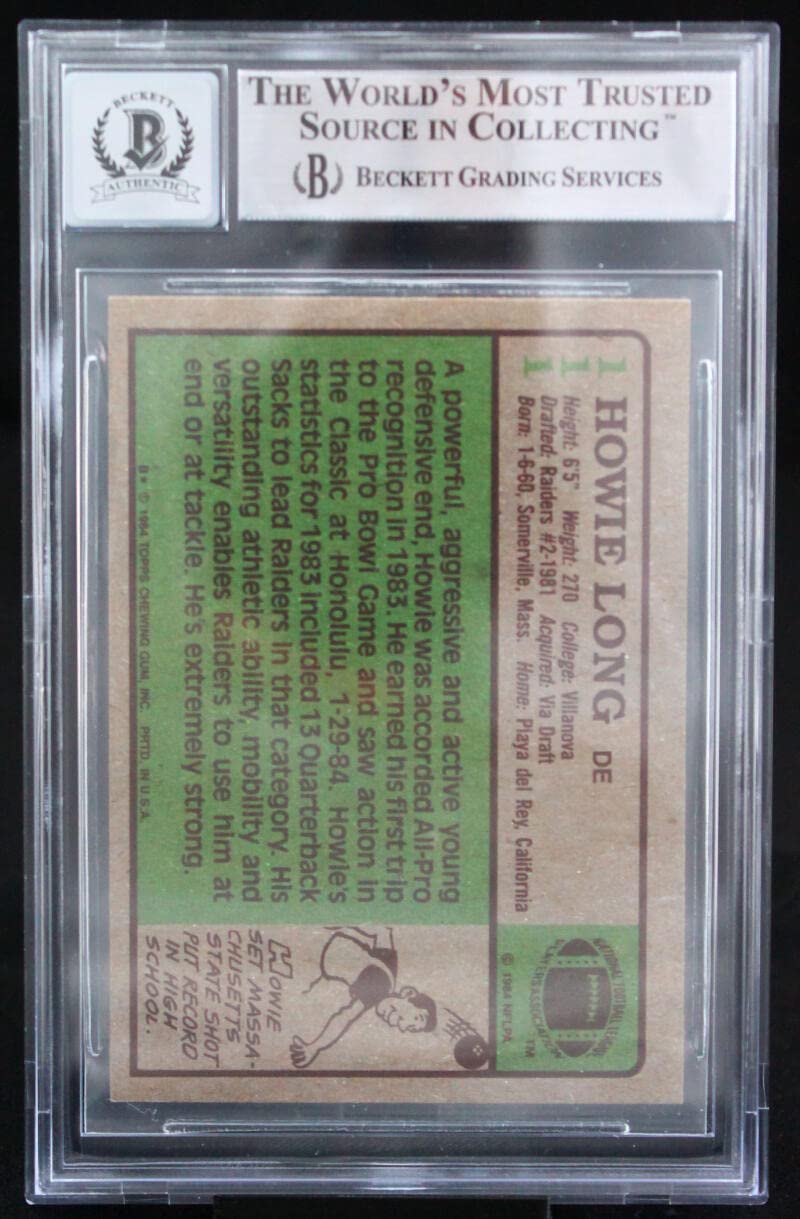 BECKETT
B
AUTHENTIC
THE WORLD'S MOST TRUSTED
SOURCE IN COLLECTING™
B BECKETT GRADING SERVICES
111
HOWIE LONG DE
Height: 6'5" Weight: 270 College: Villanova
Drafted: Raiders #2-1981 Acquired: Via Draft
Born: 1-6-60, Somerville, Mass. Home: Playa del Rey, California
NATIONAL FOOTBALL LEAGUE
PLAYERS ASSOCIATION
TM
© 1984 NFLPA
A powerful, aggressive and active young
defensive end, Howie was accorded All-Pro
recognition in 1983. He earned his first trip
to the Pro Bowl Game and saw action in
the Classic at Honolulu, 1-29-84. Howie's
statistics for 1983 included 13 Quarterback
Sacks to lead Raiders in that category. His
outstanding athletic ability, mobility and
versatility enables Raiders to use him at
end or at tackle. He's extremely strong.
HOWIE
SET MASSA-
CHUSETTS
STATE SHOT
PUT RECORD
IN HIGH
SCHOOL.
B* © 1984 TOPPS CHEWING GUM, INC. PRTD. IN U.S.A.